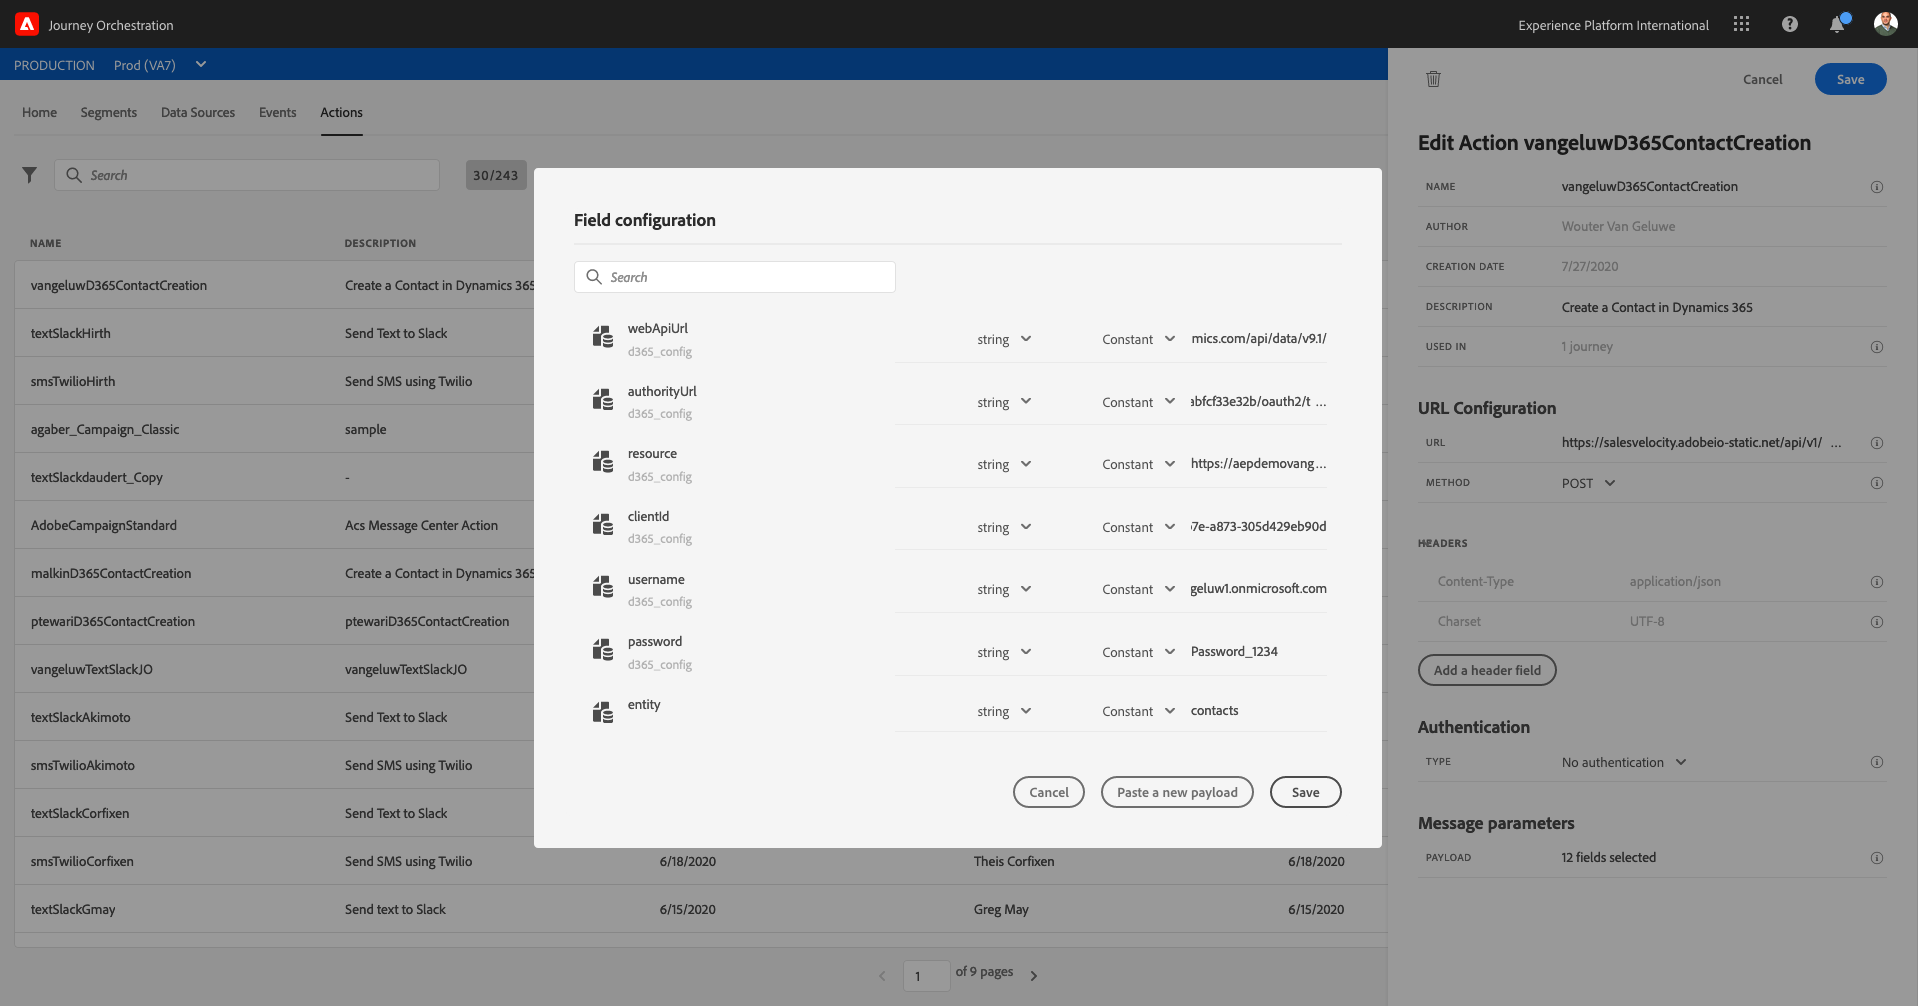 Journey Orchestration
Experience Platform International
PRODUCTION Prod (VA7)
Cancel Save
Home Segments Data Sources Events Actions
Search 30/243
NAME DESCRIPTION
vangeluwD365ContactCreation Create a Contact in Dynamics 365
textSlackHirth Send Text to Slack
smsTwilioHirth Send SMS using Twilio
agaber_Campaign_Classic sample
textSlackdaudert_Copy -
AdobeCampaignStandard Acs Message Center Action
malkinD365ContactCreation Create a Contact in Dynamics 365
ptewariD365ContactCreation ptewariD365ContactCreation
vangeluwTextSlackJO vangeluwTextSlackJO
textSlackAkimoto Send Text to Slack
smsTwilioAkimoto Send SMS using Twilio
textSlackCorfixen Send Text to Slack
smsTwilioCorfixen Send SMS using Twilio 6/18/2020 Theis Corfixen 6/18/2020
textSlackGmay Send text to Slack 6/15/2020 Greg May 6/15/2020
1 of 9 pages
Field configuration
Search
webApiUrl
d365_config
string Constant mics.com/api/data/v9.1/
authorityUrl
d365_config
string Constant abfcf33e32b/oauth2/t ...
resource
d365_config
string Constant https://aepdemovang...
clientId
d365_config
string Constant 7e-a873-305d429eb90d
username
d365_config
string Constant geluw1.onmicrosoft.com
password
d365_config
string Constant Password_1234
entity
string Constant contacts
Cancel Paste a new payload Save
Edit Action vangeluwD365ContactCreation
NAME vangeluwD365ContactCreation
AUTHOR Wouter Van Geluwe
CREATION DATE 7/27/2020
DESCRIPTION Create a Contact in Dynamics 365
USED IN 1 journey
URL Configuration
URL https://salesvelocity.adobeio-static.net/api/v1/ ...
METHOD POST
HEADERS
Content-Type application/json
Charset UTF-8
Add a header field
Authentication
TYPE No authentication
Message parameters
PAYLOAD 12 fields selected